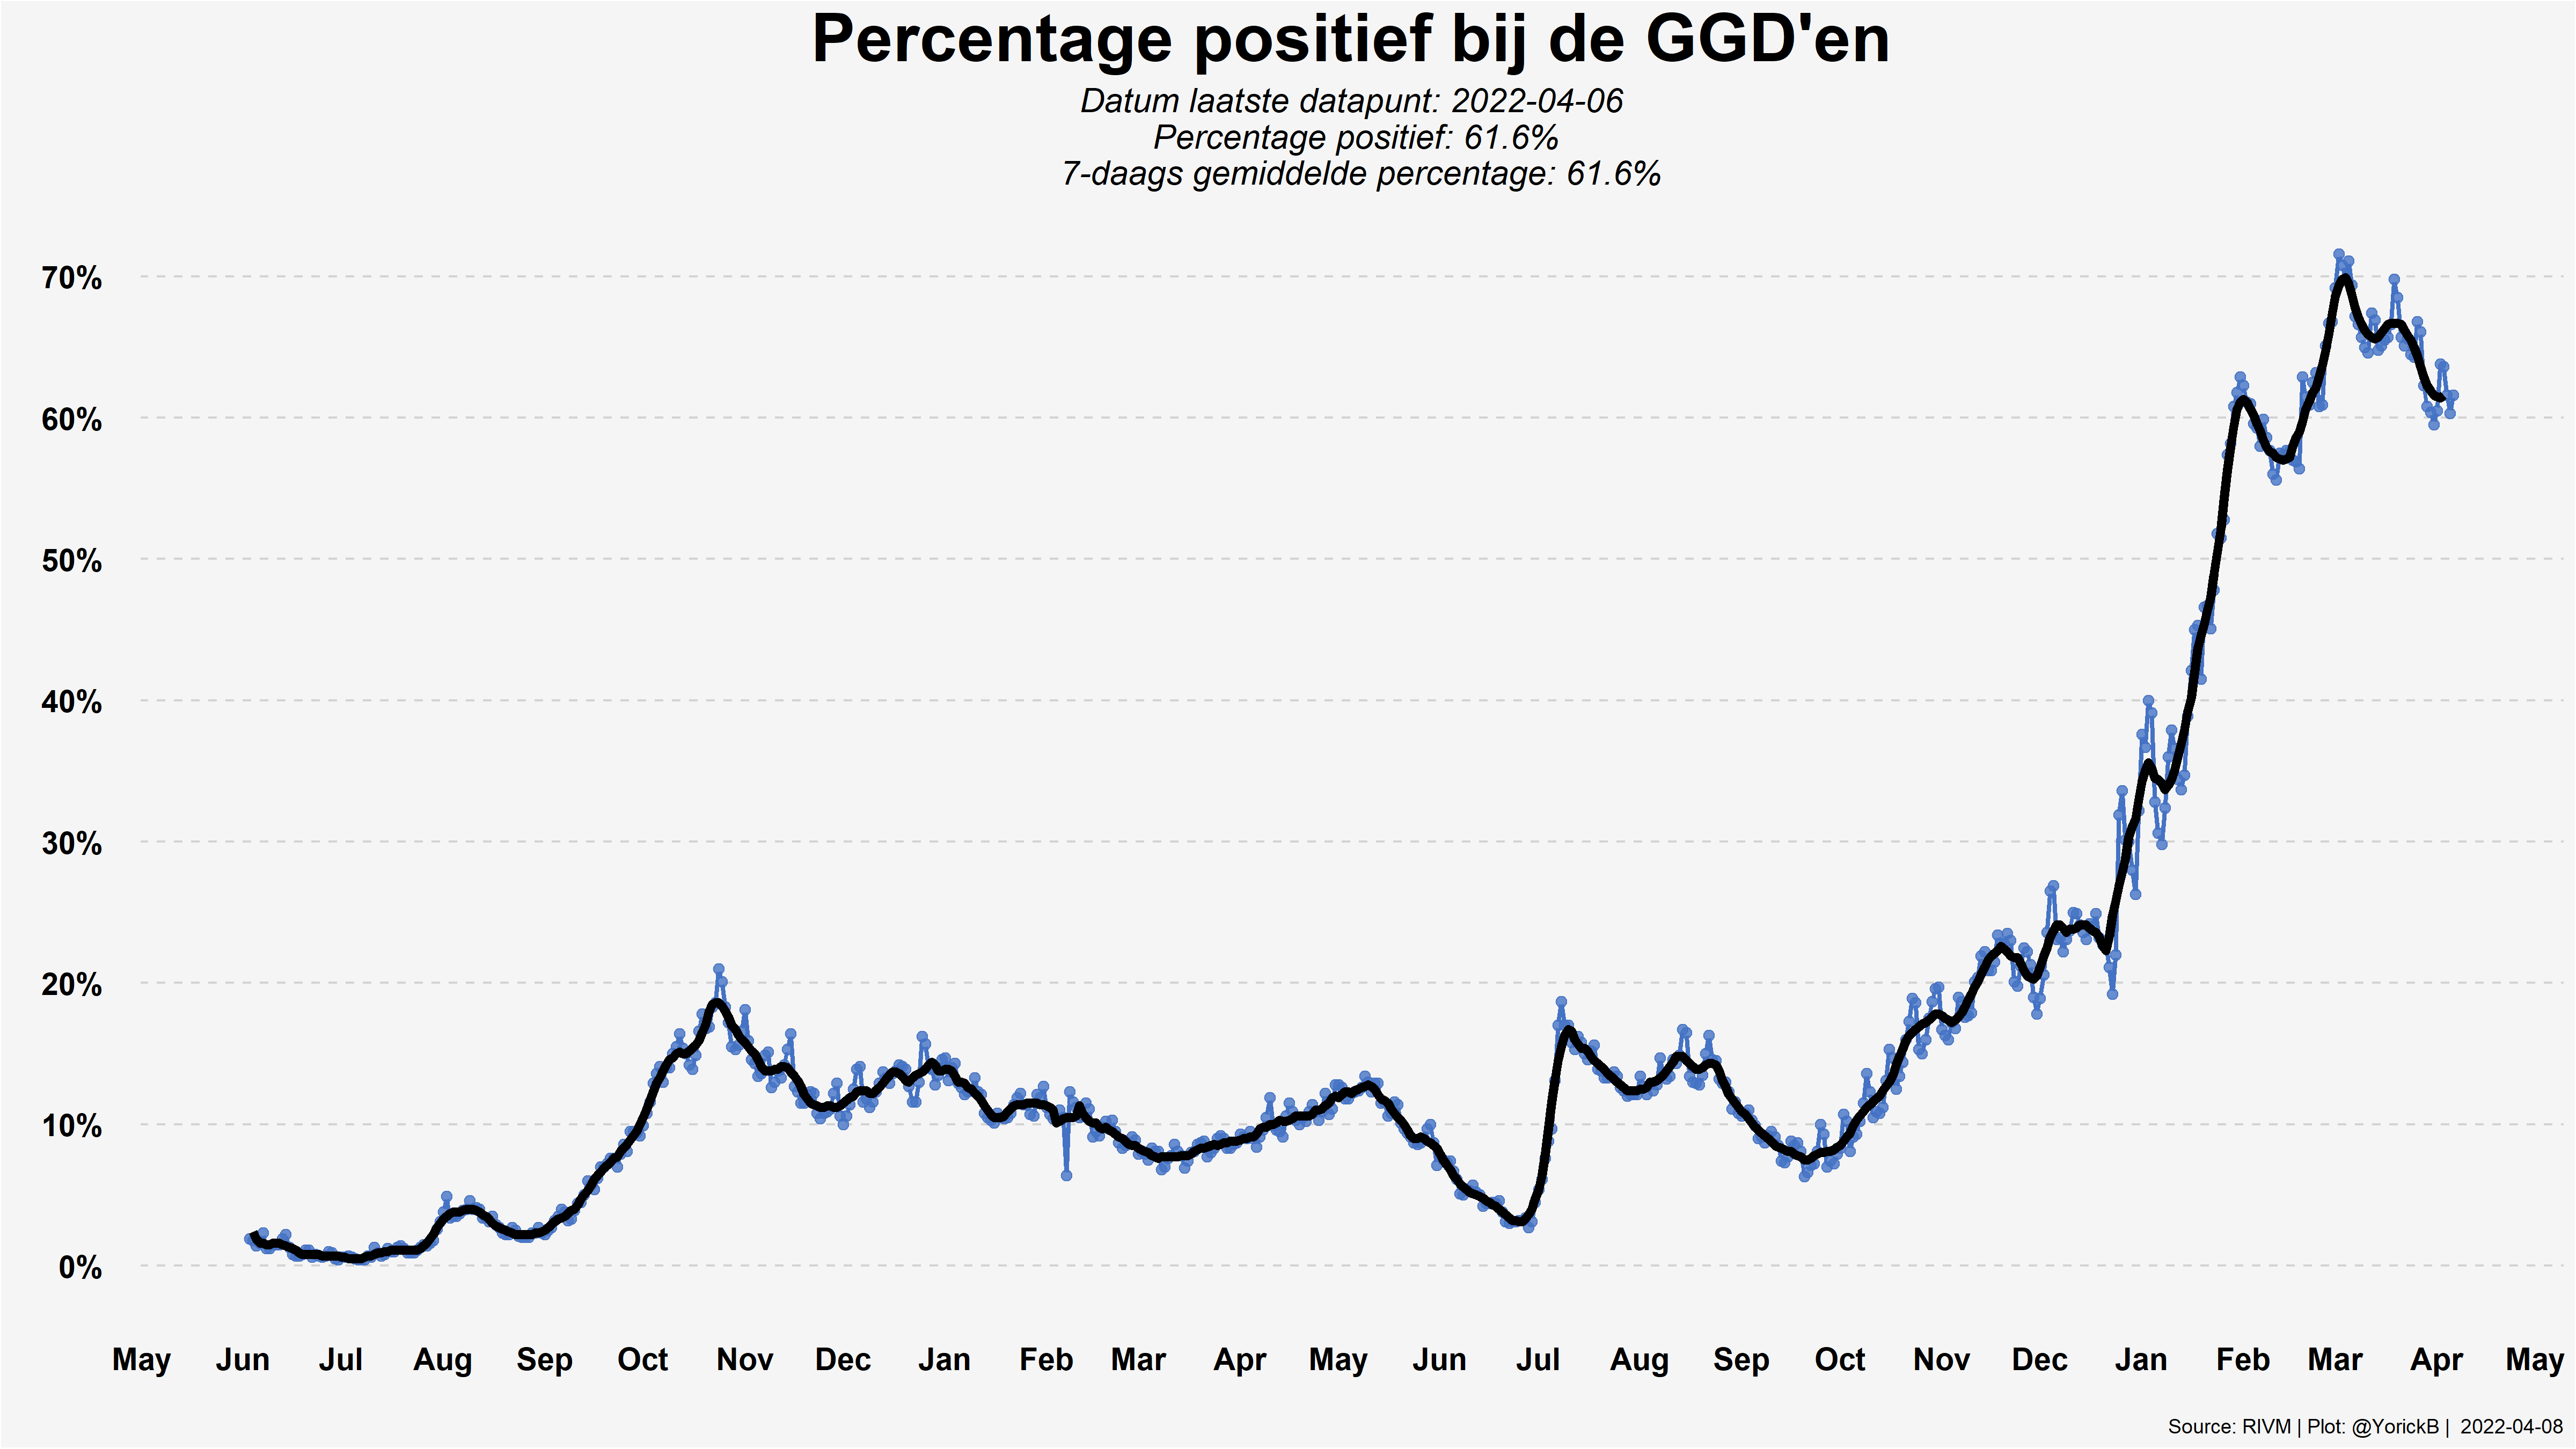 Percentage positief bij de GGD'en
Datum laatste datapunt: 2022-04-06
Percentage positief: 61.6%
7-daags gemiddelde percentage: 61.6%
70%
60%
50%
40%
30%
20%
10%
0%
May Jun Jul Aug Sep Oct Nov Dec Jan Feb Mar Apr May Jun Jul Aug Sep Oct Nov Dec Jan Feb Mar Apr May
Source: RIVM | Plot: @YorickB | 2022-04-08